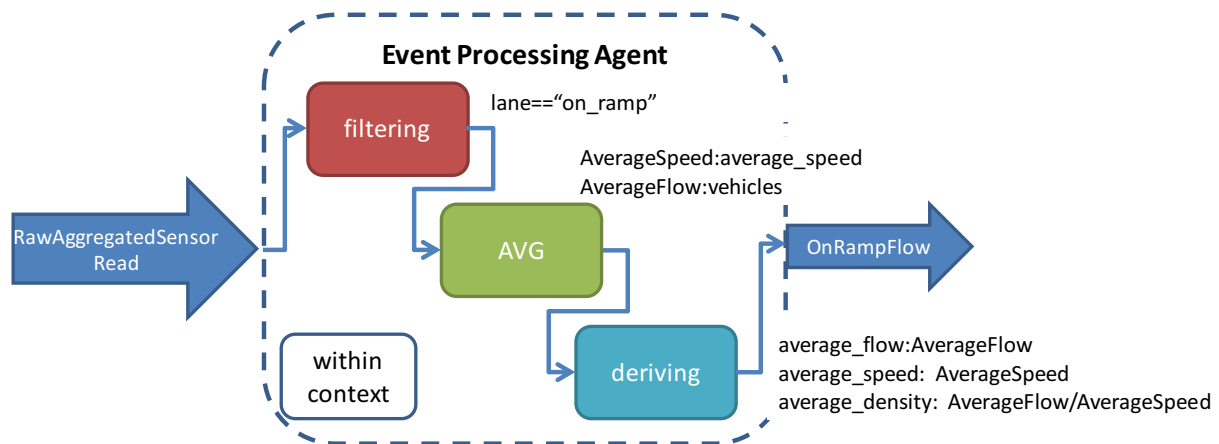 Event Processing Agent
filtering
lane==“on_ramp”
AverageSpeed:average_speed
AverageFlow:vehicles
RawAggregatedSensor
Read
AVG
OnRampFlow
within
context
deriving
average_flow:AverageFlow
average_speed: AverageSpeed
average_density: AverageFlow/AverageSpeed